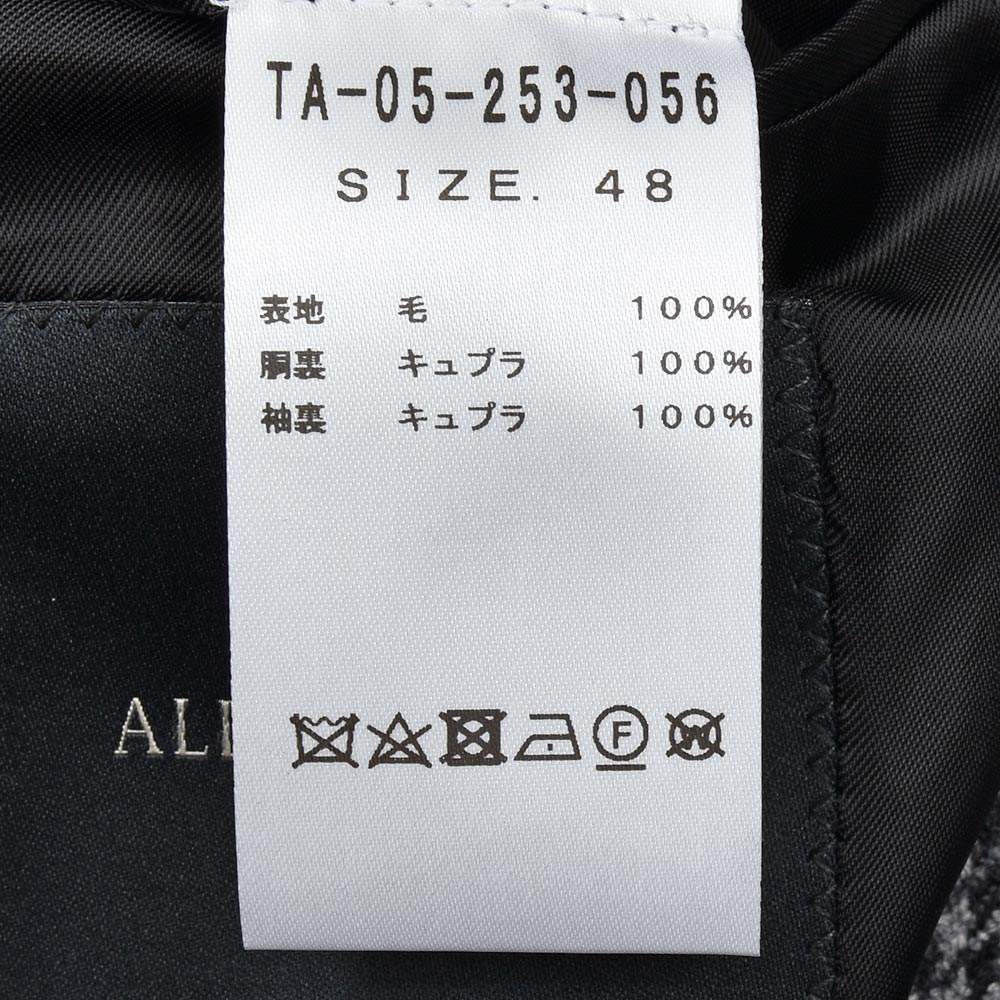 TA-05-253-056
SIZE. 48
表地 毛 100%
胴裏 キュプラ 100%
袖裏 キュプラ 100%
F W